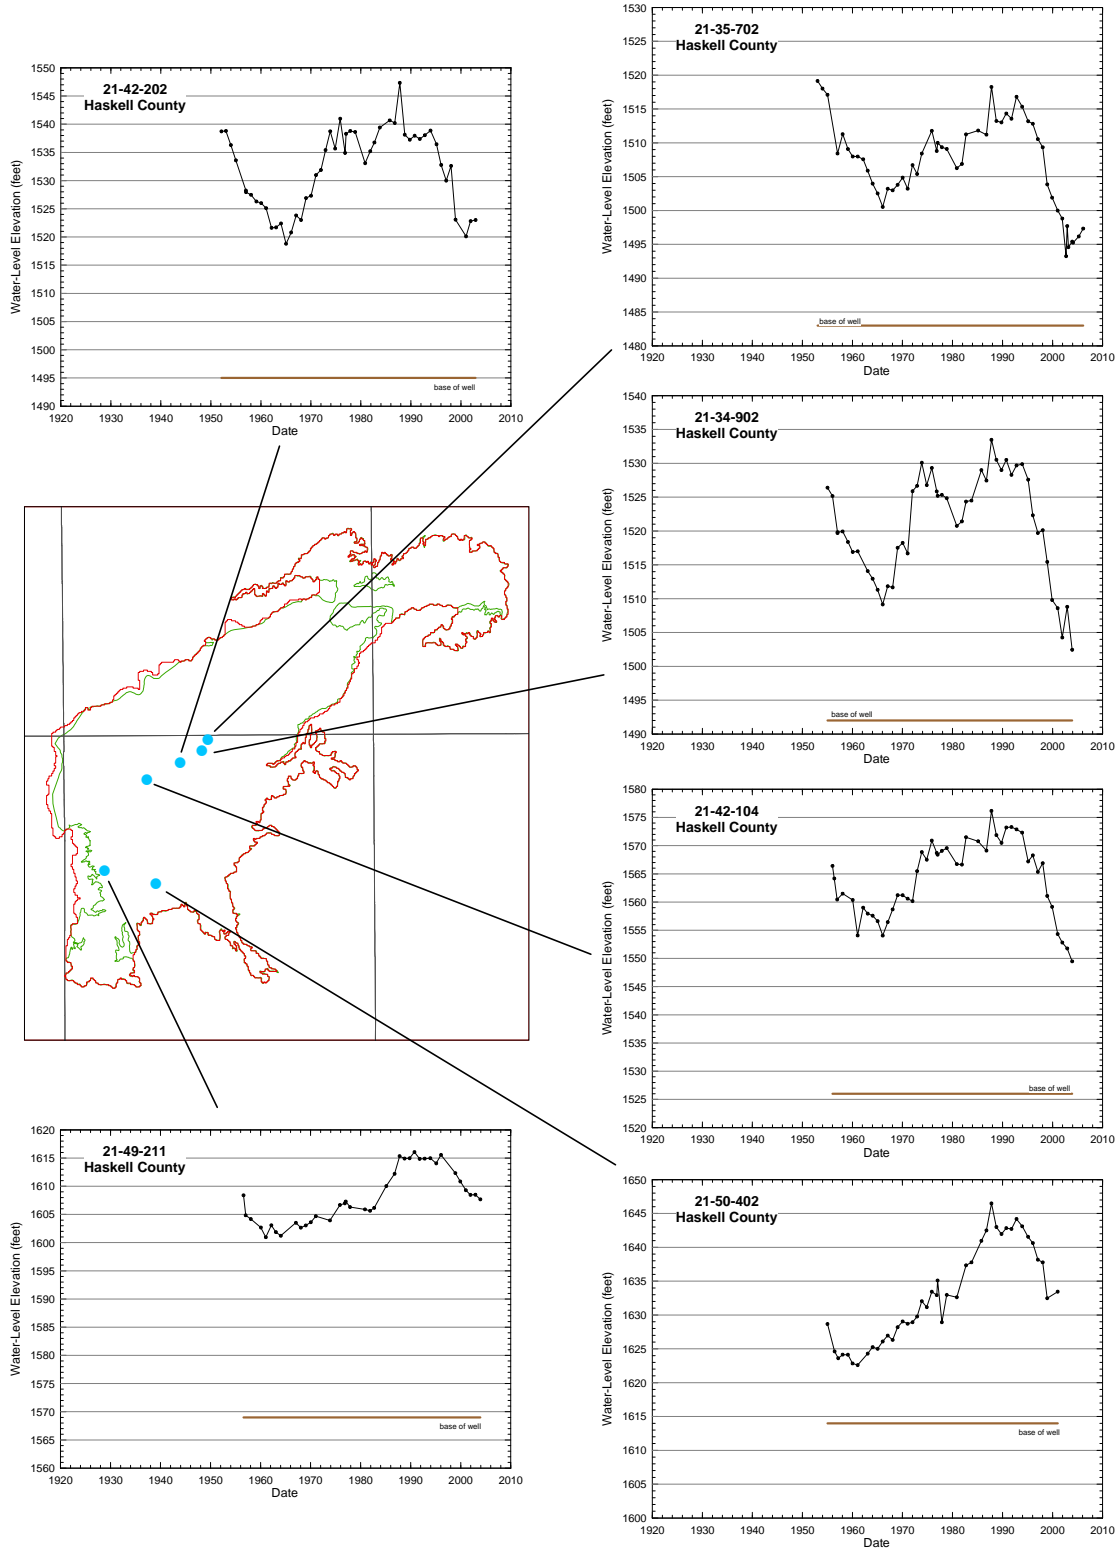 21-42-202
Haskell County
Water-Level Elevation (feet)
1550
1545
1540
1535
1530
1525
1520
1515
1510
1505
1500
1495
1490
base of well
1920 1930 1940 1950 1960 1970 1980 1990 2000 2010
Date
21-35-702
Haskell County
Water-Level Elevation (feet)
1530
1525
1520
1515
1510
1505
1500
1495
1490
1485
1480
base of well
1920 1930 1940 1950 1960 1970 1980 1990 2000 2010
Date
21-34-902
Haskell County
Water-Level Elevation (feet)
1540
1535
1530
1525
1520
1515
1510
1505
1500
1495
1490
base of well
1920 1930 1940 1950 1960 1970 1980 1990 2000 2010
Date
21-42-104
Haskell County
Water-Level Elevation (feet)
1580
1575
1570
1565
1560
1555
1550
1545
1540
1535
1530
1525
1520
base of well
1920 1930 1940 1950 1960 1970 1980 1990 2000 2010
Date
21-49-211
Haskell County
Water-Level Elevation (feet)
1620
1615
1610
1605
1600
1595
1590
1585
1580
1575
1570
1565
1560
base of well
1920 1930 1940 1950 1960 1970 1980 1990 2000 2010
Date
21-50-402
Haskell County
Water-Level Elevation (feet)
1650
1645
1640
1635
1630
1625
1620
1615
1610
1605
1600
base of well
1920 1930 1940 1950 1960 1970 1980 1990 2000 2010
Date